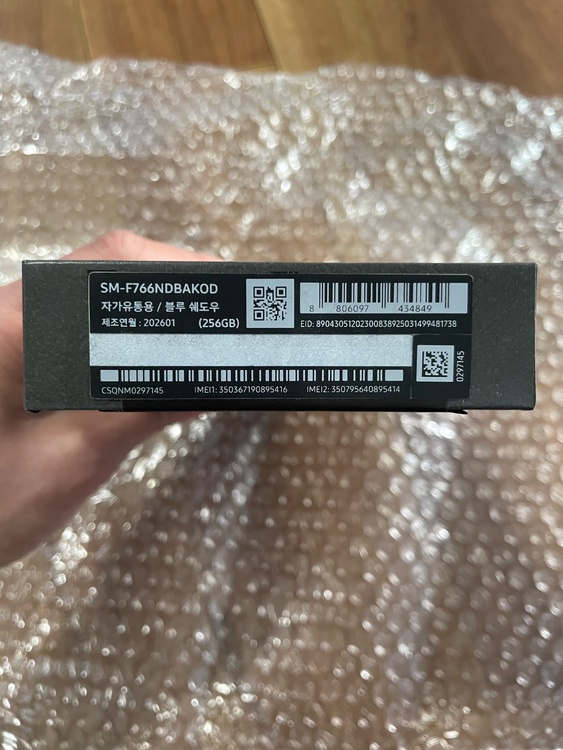 SM-F766NDBAKOD
자가유통용 / 블루 쉐도우
제조연월 : 202601 (256GB)
8 806097 434849
EID: 89043051202300838925031499481738
0297145
CSQNM0297145 IMEI1: 350367190895416 IMEI2: 350795640895414